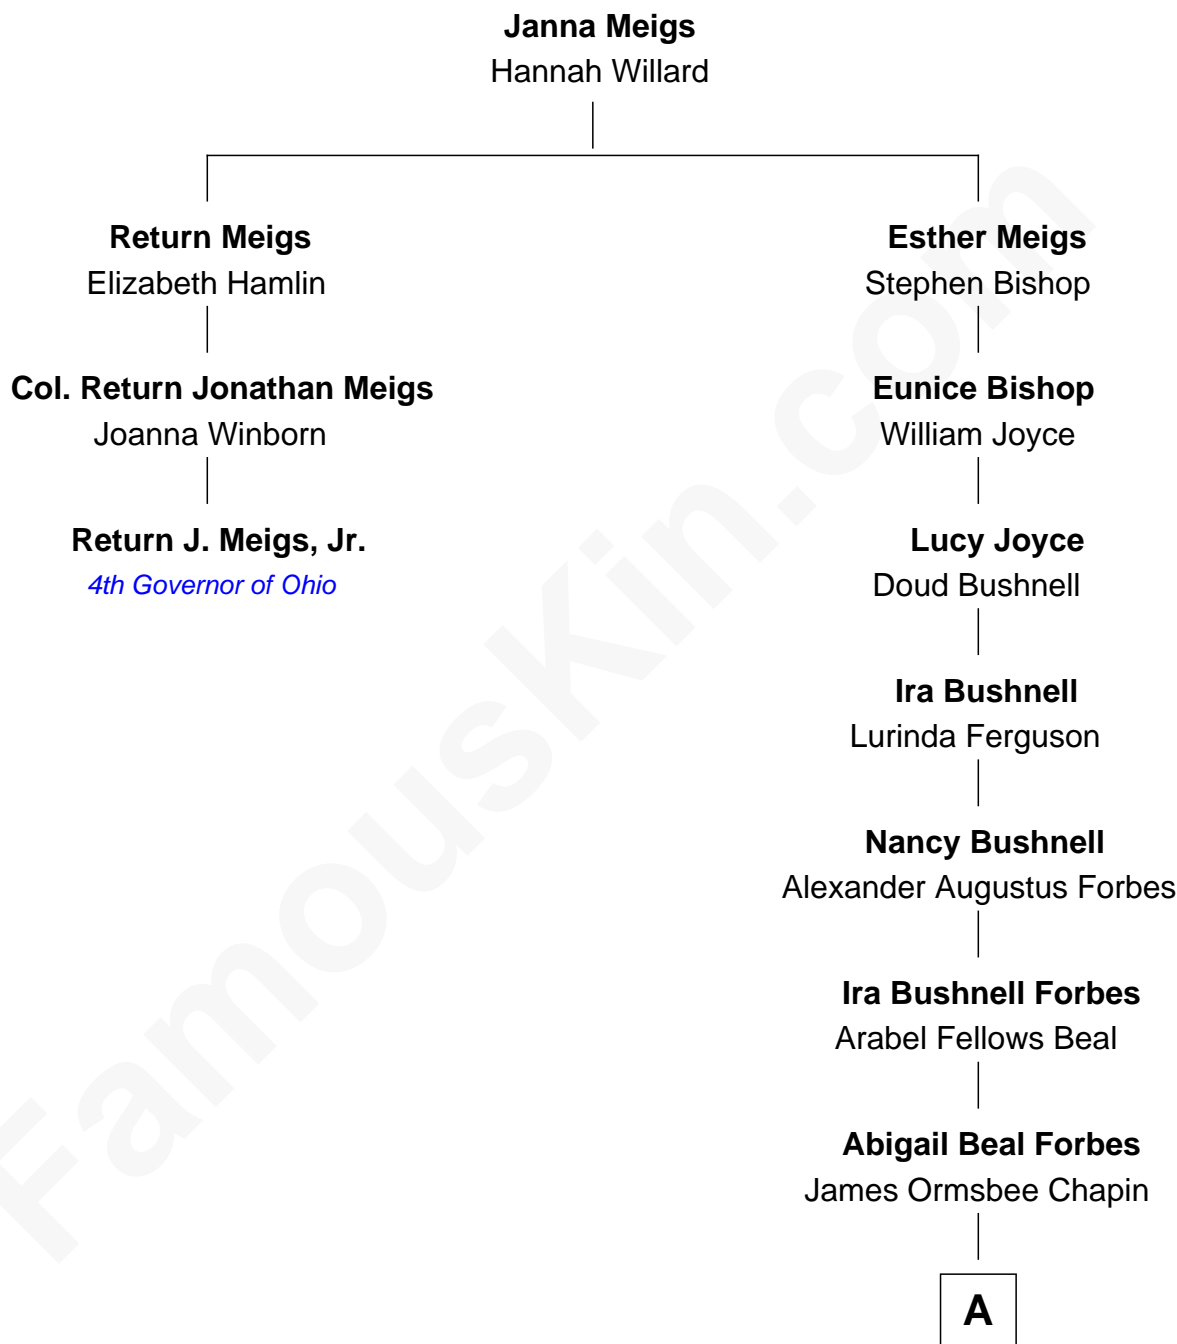 Janna Meigs
Hannah Willard
Return Meigs
Elizabeth Hamlin
Esther Meigs
Stephen Bishop
Col. Return Jonathan Meigs
Joanna Winborn
Eunice Bishop
William Joyce
Return J. Meigs, Jr.
4th Governor of Ohio
Lucy Joyce
Doud Bushnell
Ira Bushnell
Lurinda Ferguson
Nancy Bushnell
Alexander Augustus Forbes
Ira Bushnell Forbes
Arabel Fellows Beal
Abigail Beal Forbes
James Ormsbee Chapin
A
FamousKin.com